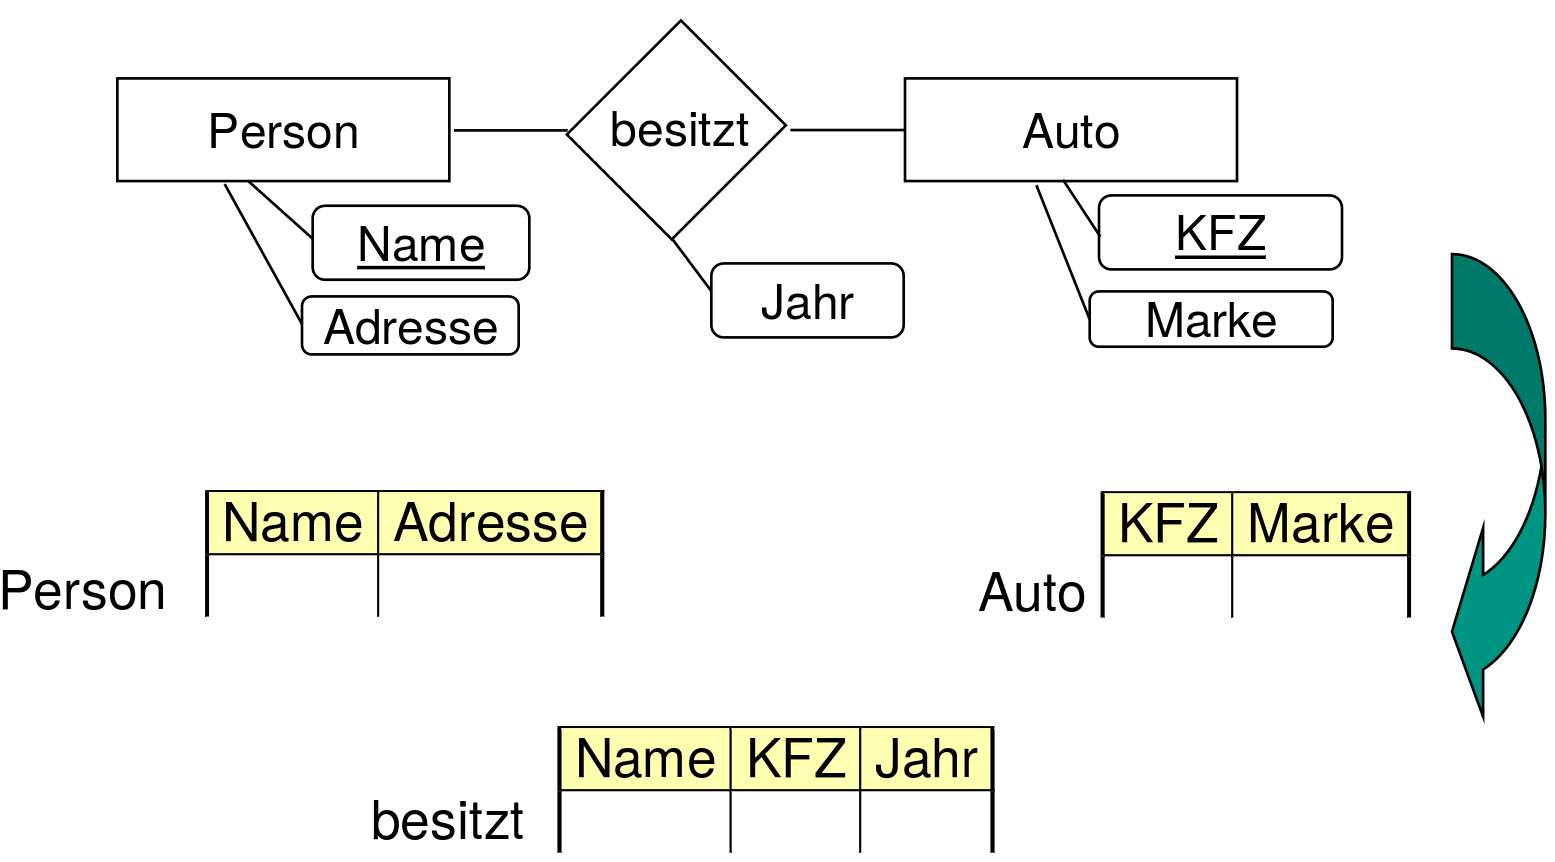 Person
besitzt
Auto
Name
KFZ
Adresse
Jahr
Marke
Name Adresse
Person
KFZ Marke
Auto
Name KFZ Jahr
besitzt